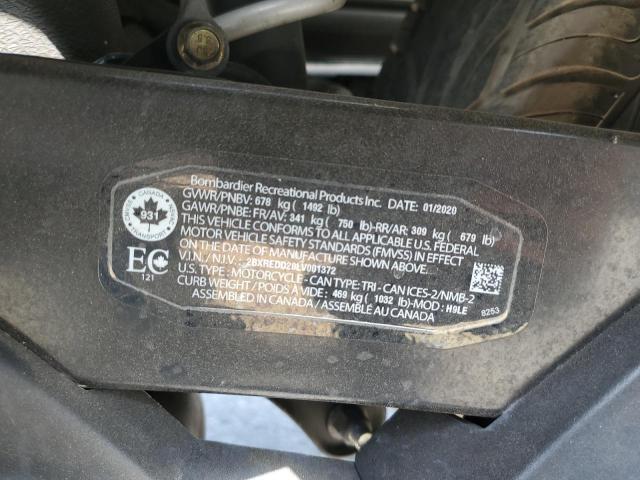 Bombardier Recreational Products Inc. DATE: 01/2020
GVWR/PNBV: 678 kg ( 1492 lb)
GAWR/PNBE: FR/AV: 341 kg ( 750 lb)-RR/AR: 309 kg ( 679 lb)
THIS VEHICLE CONFORMS TO ALL APPLICABLE U.S. FEDERAL
MOTOR VEHICLE SAFETY STANDARDS (FMVSS) IN EFFECT
ON THE DATE OF MANUFACTURE SHOWN ABOVE.
V.I.N. / N.I.V.: 2BXREDD28LV001372
U.S. TYPE: MOTORCYCLE - CAN TYPE: TRI - CAN ICES-2/NMB-2
CURB WEIGHT / POIDS À VIDE: 469 kg ( 1032 lb)-MOD: H9LE
ASSEMBLED IN CANADA / ASSEMBLÉ AU CANADA
8253
CANADA
931
TRANSPORT
EC
121